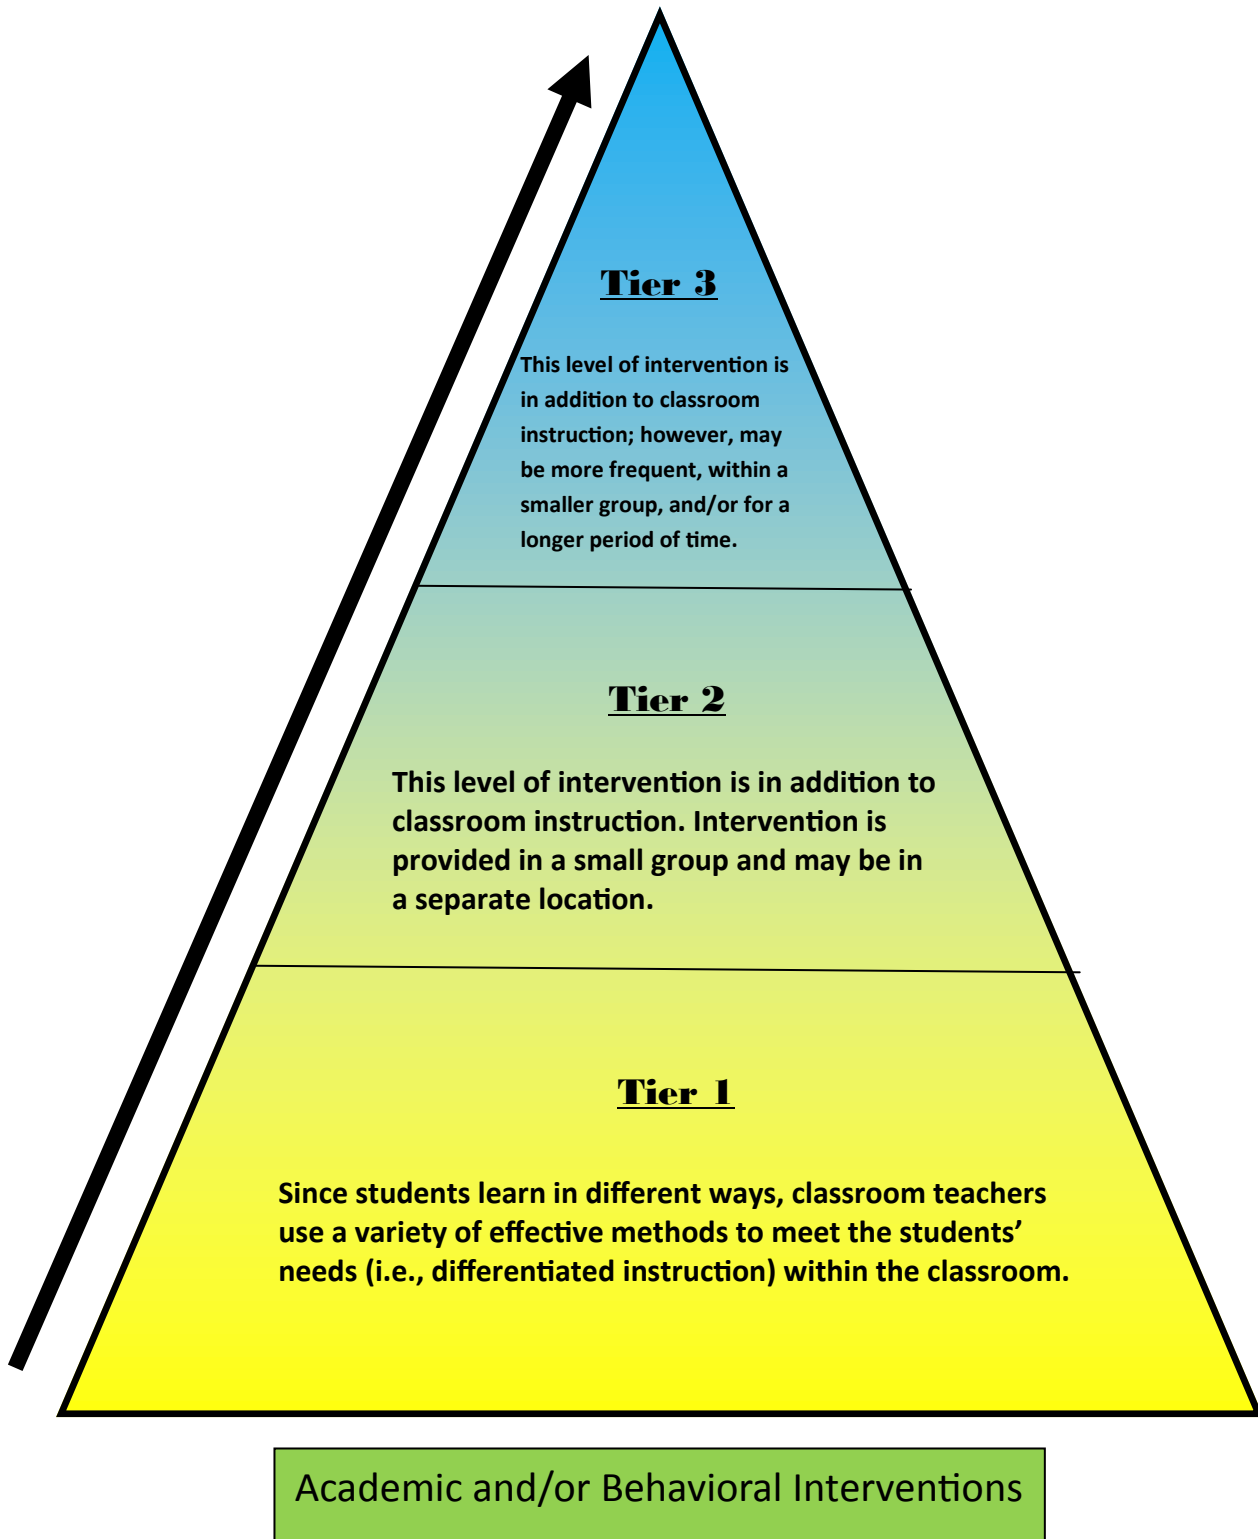 Tier 3
This level of intervention is
in addition to classroom
instruction; however, may
be more frequent, within a
smaller group, and/or for a
longer period of time.
Tier 2
This level of intervention is in addition to
classroom instruction. Intervention is
provided in a small group and may be in
a separate location.
Tier 1
Since students learn in different ways, classroom teachers
use a variety of effective methods to meet the students’
needs (i.e., differentiated instruction) within the classroom.
Academic and/or Behavioral Interventions